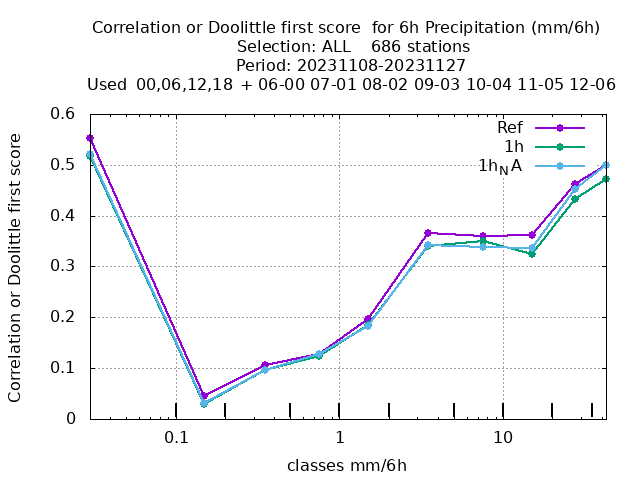 Correlation or Doolittle first score  for 6h Precipitation (mm/6h)
Selection: ALL    686 stations
Period: 20231108-20231127
Used  00,06,12,18  + 06-00 07-01 08-02 09-03 10-04 11-05 12-06
Correlation or Doolittle first score
0.6
0.5
0.4
0.3
0.2
0.1
0
Ref
1h
1h_NA
0.1 1 10
classes mm/6h